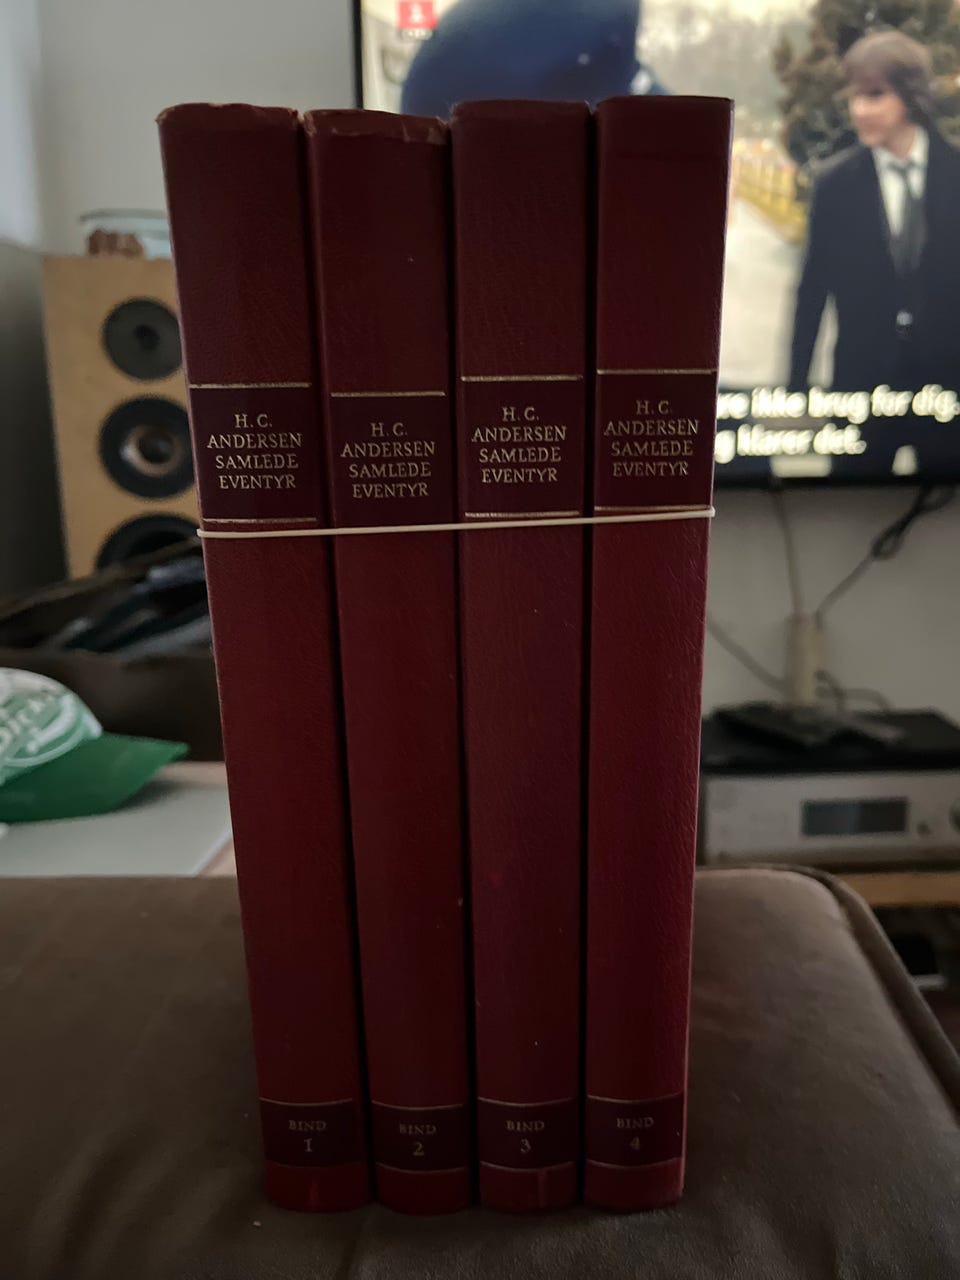 H. C.
ANDERSEN
SAMLEDE
EVENTYR
BIND
1
H. C.
ANDERSEN
SAMLEDE
EVENTYR
BIND
2
H. C.
ANDERSEN
SAMLEDE
EVENTYR
BIND
3
H. C.
ANDERSEN
SAMLEDE
EVENTYR
BIND
4
ikke brug for dig.
klarer det.